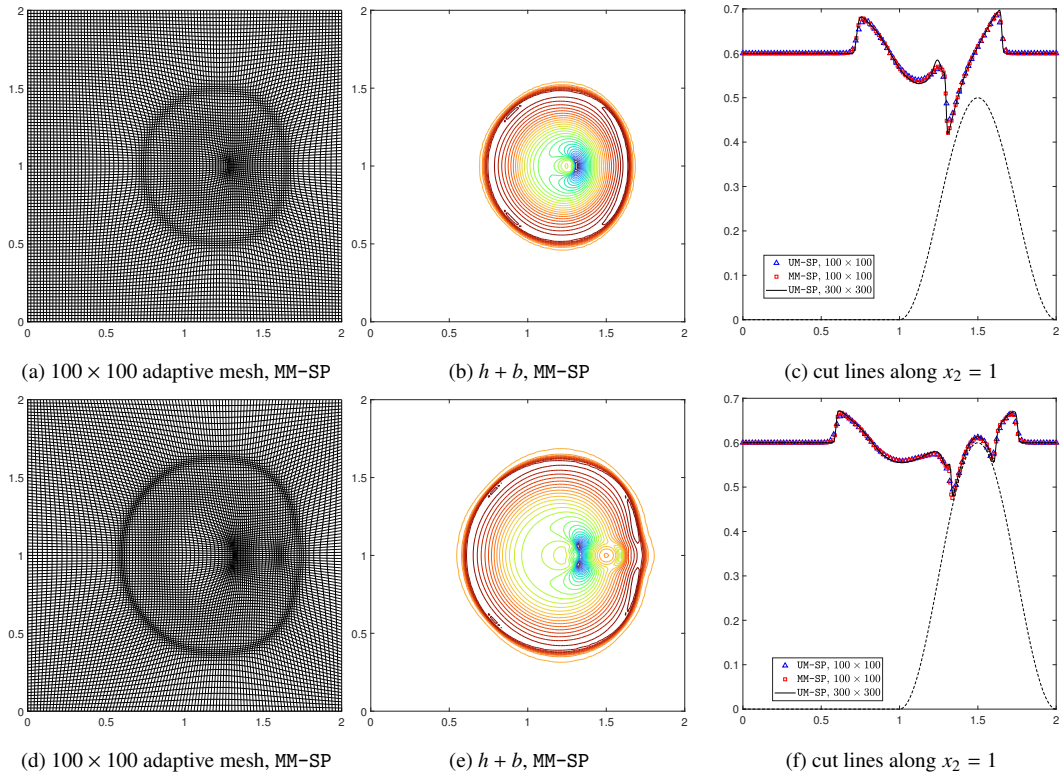 2
1.5
1
0.5
0
0 0.5 1 1.5 2
2
1.5
1
0.5
0
0 0.5 1 1.5 2
0.7
0.6
0.5
0.4
0.3
0.2
0.1
0
0 0.5 1 1.5 2
UM-SP, 100 × 100
MM-SP, 100 × 100
UM-SP, 300 × 300
(a) 100 × 100 adaptive mesh, MM-SP
(b) h + b, MM-SP
(c) cut lines along x₂ = 1
2
1.5
1
0.5
0
0 0.5 1 1.5 2
2
1.5
1
0.5
0
0 0.5 1 1.5 2
0.7
0.6
0.5
0.4
0.3
0.2
0.1
0
0 0.5 1 1.5 2
UM-SP, 100 × 100
MM-SP, 100 × 100
UM-SP, 300 × 300
(d) 100 × 100 adaptive mesh, MM-SP
(e) h + b, MM-SP
(f) cut lines along x₂ = 1